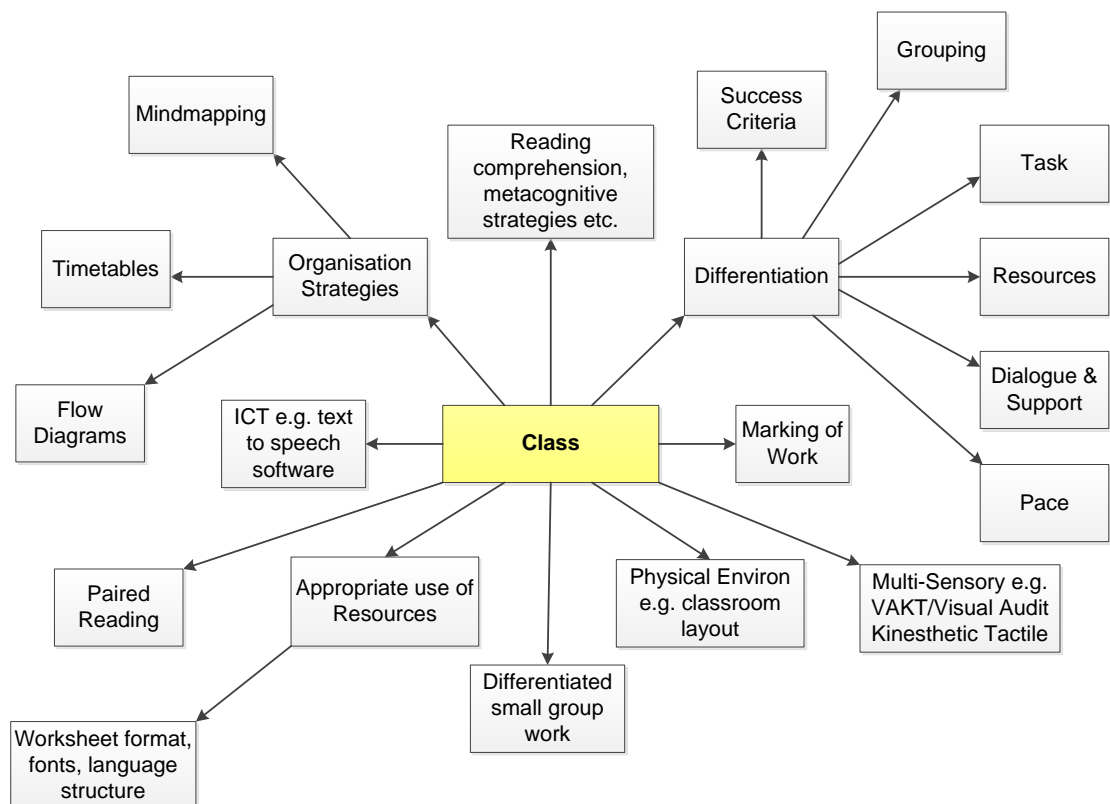 Grouping
Success
Criteria
Mindmapping
Reading
comprehension,
metacognitive
strategies etc.
Task
Timetables
Organisation
Strategies
Differentiation
Resources
Dialogue &
Support
Flow
Diagrams
ICT e.g. text
to speech
software
Class
Marking of
Work
Pace
Paired
Reading
Appropriate use of
Resources
Physical Environ
e.g. classroom
layout
Multi-Sensory e.g.
VAKT/Visual Audit
Kinesthetic Tactile
Differentiated
small group
work
Worksheet format,
fonts, language
structure